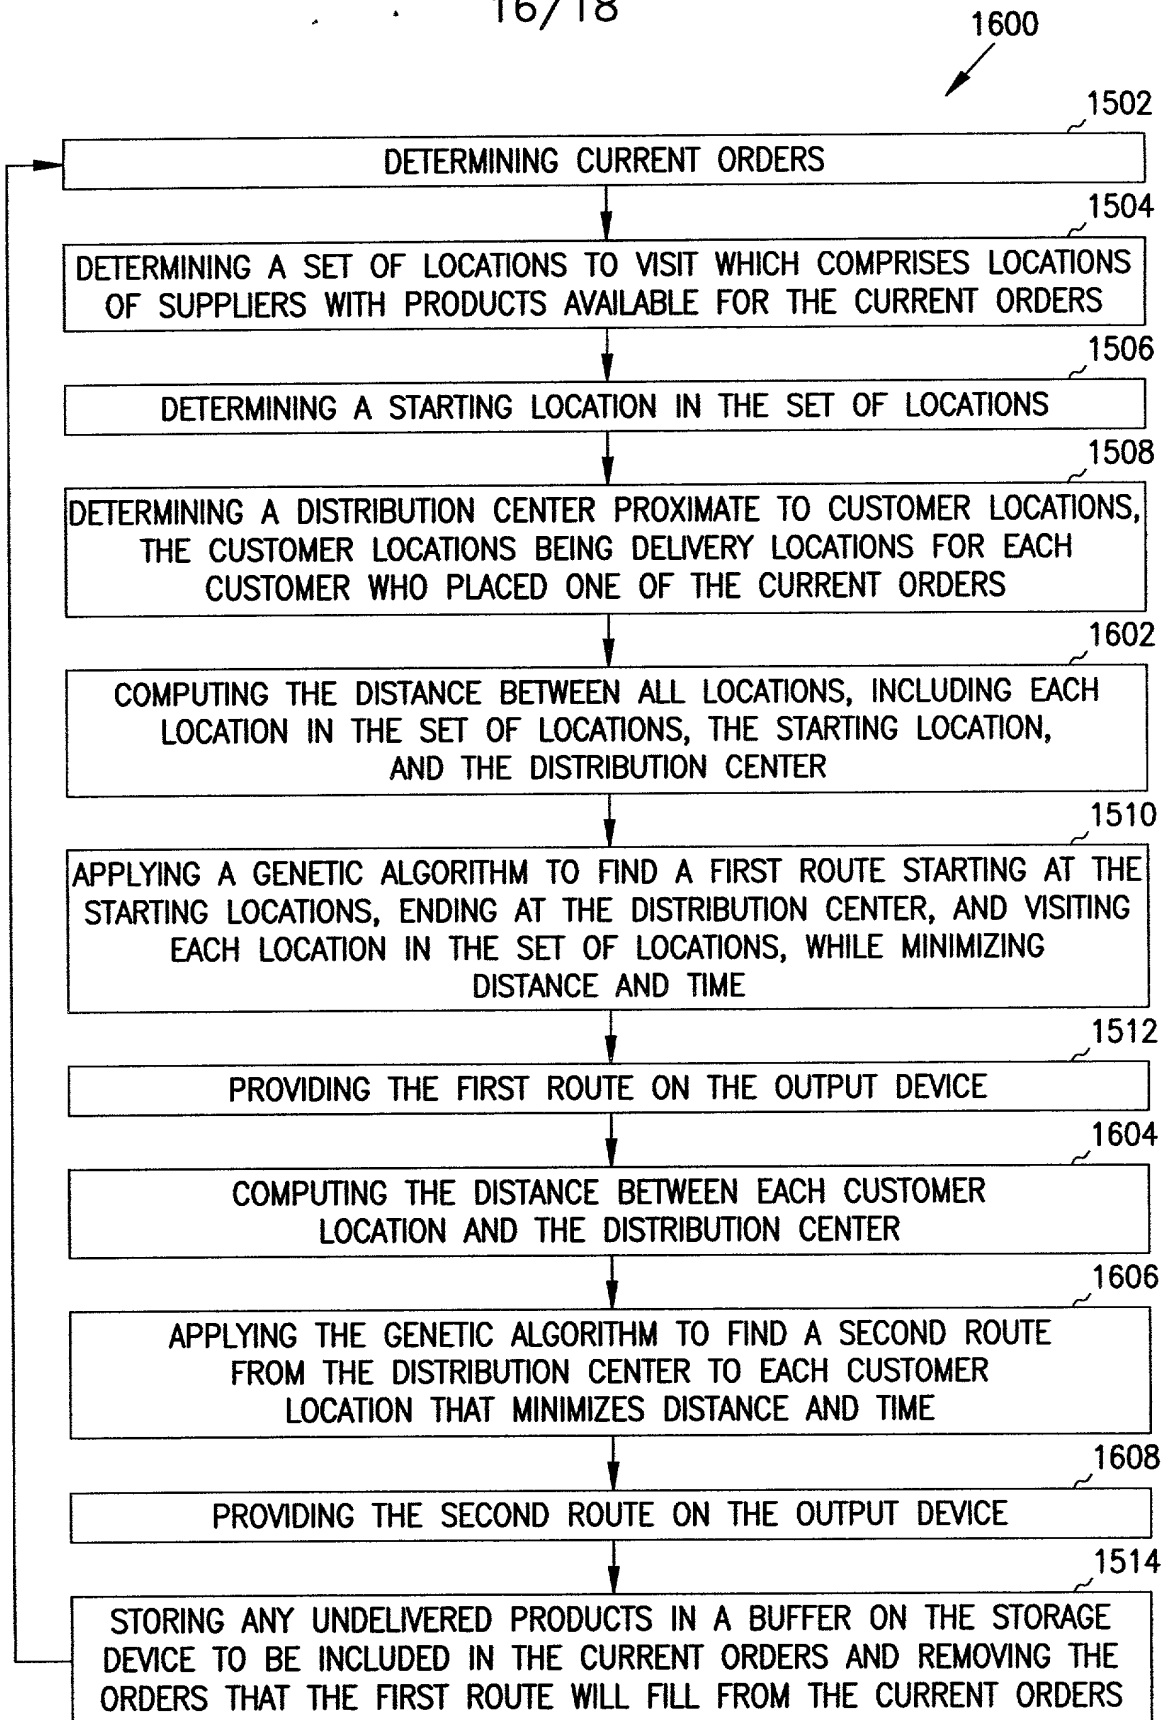 16/18
1600
1502
DETERMINING CURRENT ORDERS
1504
DETERMINING A SET OF LOCATIONS TO VISIT WHICH COMPRISES LOCATIONS
OF SUPPLIERS WITH PRODUCTS AVAILABLE FOR THE CURRENT ORDERS
1506
DETERMINING A STARTING LOCATION IN THE SET OF LOCATIONS
1508
DETERMINING A DISTRIBUTION CENTER PROXIMATE TO CUSTOMER LOCATIONS,
THE CUSTOMER LOCATIONS BEING DELIVERY LOCATIONS FOR EACH
CUSTOMER WHO PLACED ONE OF THE CURRENT ORDERS
1602
COMPUTING THE DISTANCE BETWEEN ALL LOCATIONS, INCLUDING EACH
LOCATION IN THE SET OF LOCATIONS, THE STARTING LOCATION,
AND THE DISTRIBUTION CENTER
1510
APPLYING A GENETIC ALGORITHM TO FIND A FIRST ROUTE STARTING AT THE
STARTING LOCATIONS, ENDING AT THE DISTRIBUTION CENTER, AND VISITING
EACH LOCATION IN THE SET OF LOCATIONS, WHILE MINIMIZING
DISTANCE AND TIME
1512
PROVIDING THE FIRST ROUTE ON THE OUTPUT DEVICE
1604
COMPUTING THE DISTANCE BETWEEN EACH CUSTOMER
LOCATION AND THE DISTRIBUTION CENTER
1606
APPLYING THE GENETIC ALGORITHM TO FIND A SECOND ROUTE
FROM THE DISTRIBUTION CENTER TO EACH CUSTOMER
LOCATION THAT MINIMIZES DISTANCE AND TIME
1608
PROVIDING THE SECOND ROUTE ON THE OUTPUT DEVICE
1514
STORING ANY UNDELIVERED PRODUCTS IN A BUFFER ON THE STORAGE
DEVICE TO BE INCLUDED IN THE CURRENT ORDERS AND REMOVING THE
ORDERS THAT THE FIRST ROUTE WILL FILL FROM THE CURRENT ORDERS